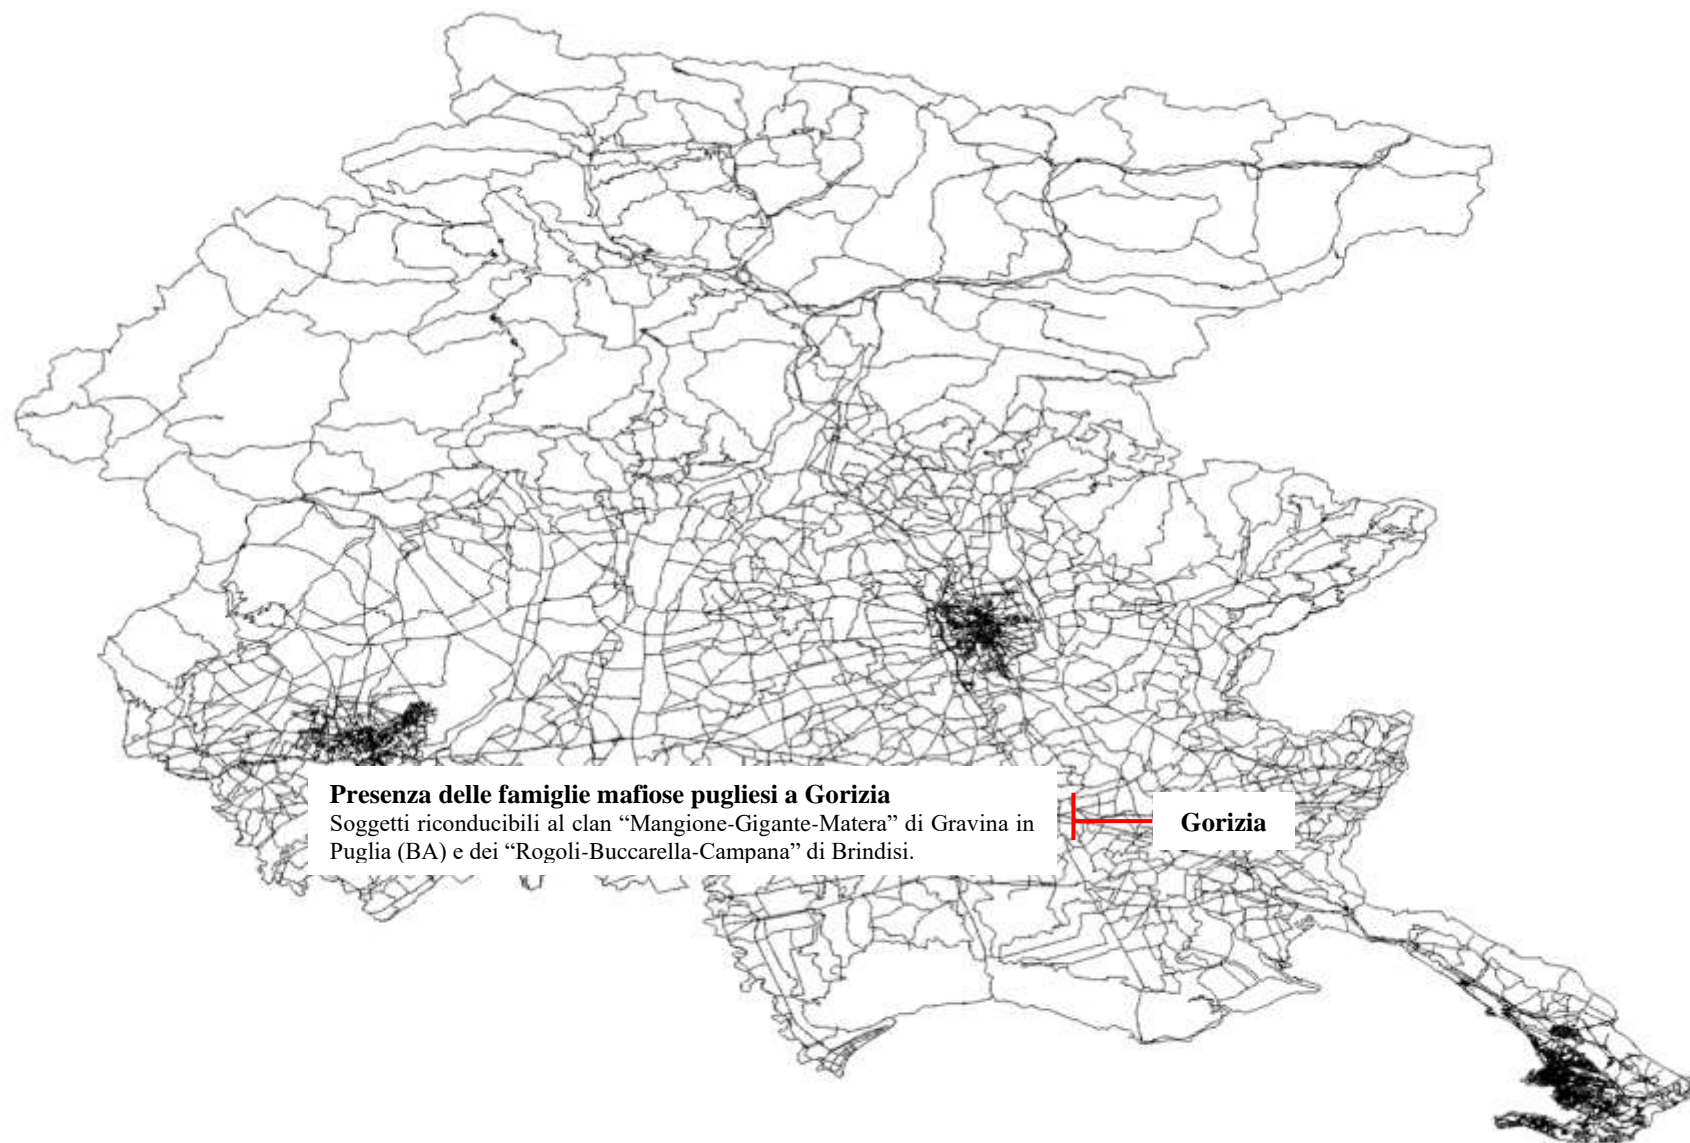 Presenza delle famiglie mafiose pugliesi a Gorizia
Soggetti riconducibili al clan “Mangione-Gigante-Matera” di Gravina in
Puglia (BA) e dei “Rogoli-Buccarella-Campana” di Brindisi.
Gorizia